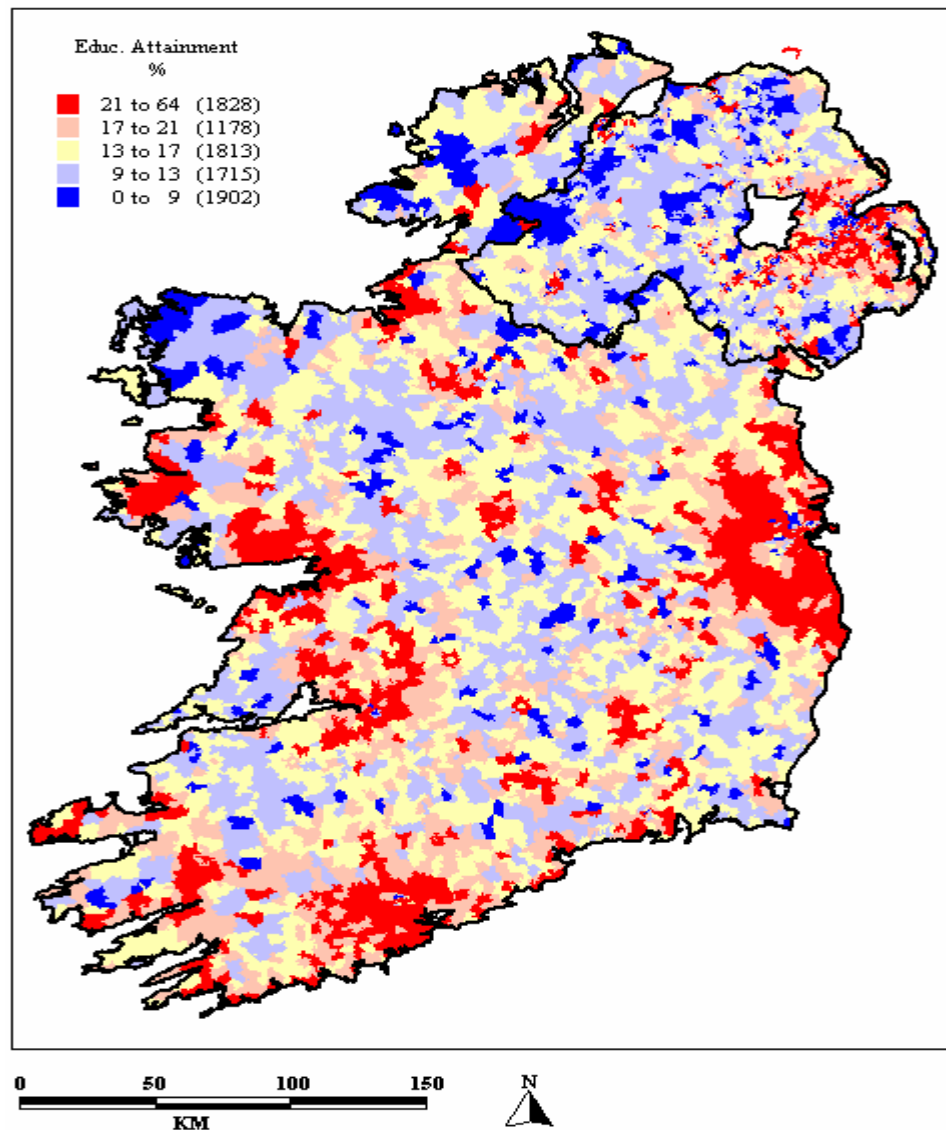 Educ. Attainment
%
21 to 64 (1828)
17 to 21 (1178)
13 to 17 (1813)
9 to 13 (1715)
0 to 9 (1902)
0 50 100 150
KM
N